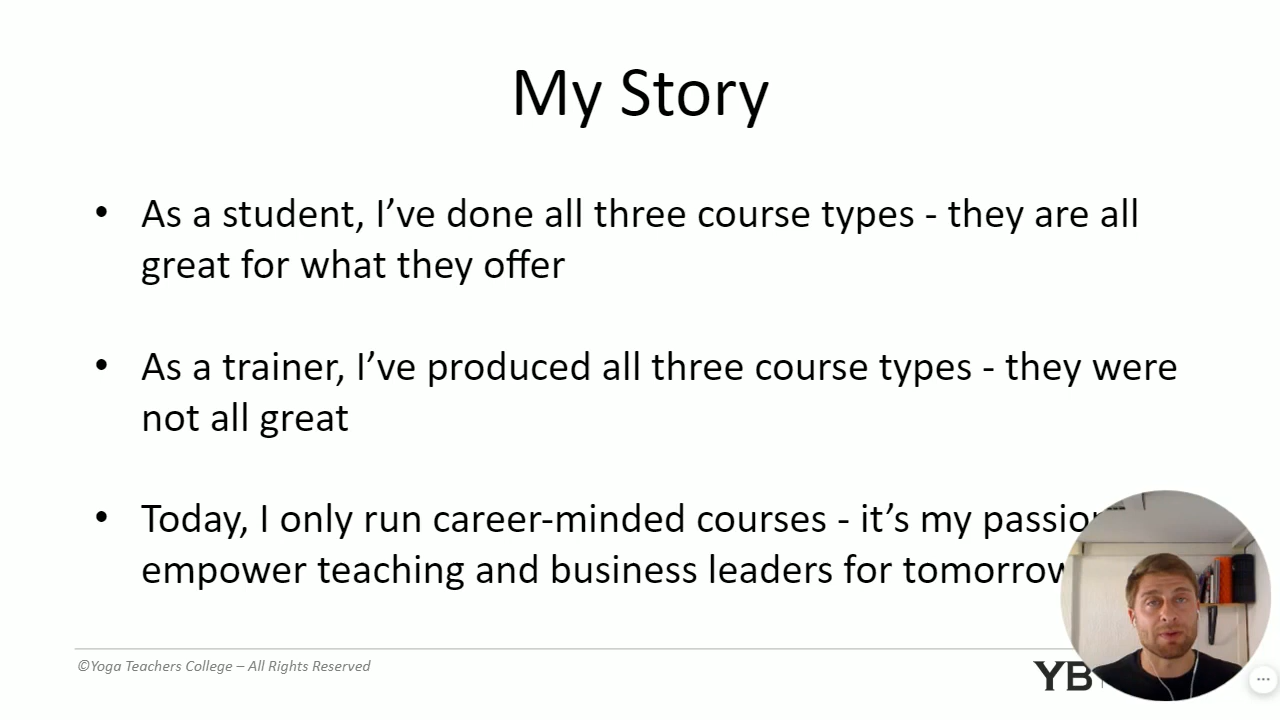 My Story
• As a student, I’ve done all three course types - they are all
great for what they offer
• As a trainer, I’ve produced all three course types - they were
not all great
• Today, I only run career-minded courses - it’s my passion
empower teaching and business leaders for tomorrow
©Yoga Teachers College – All Rights Reserved
YB